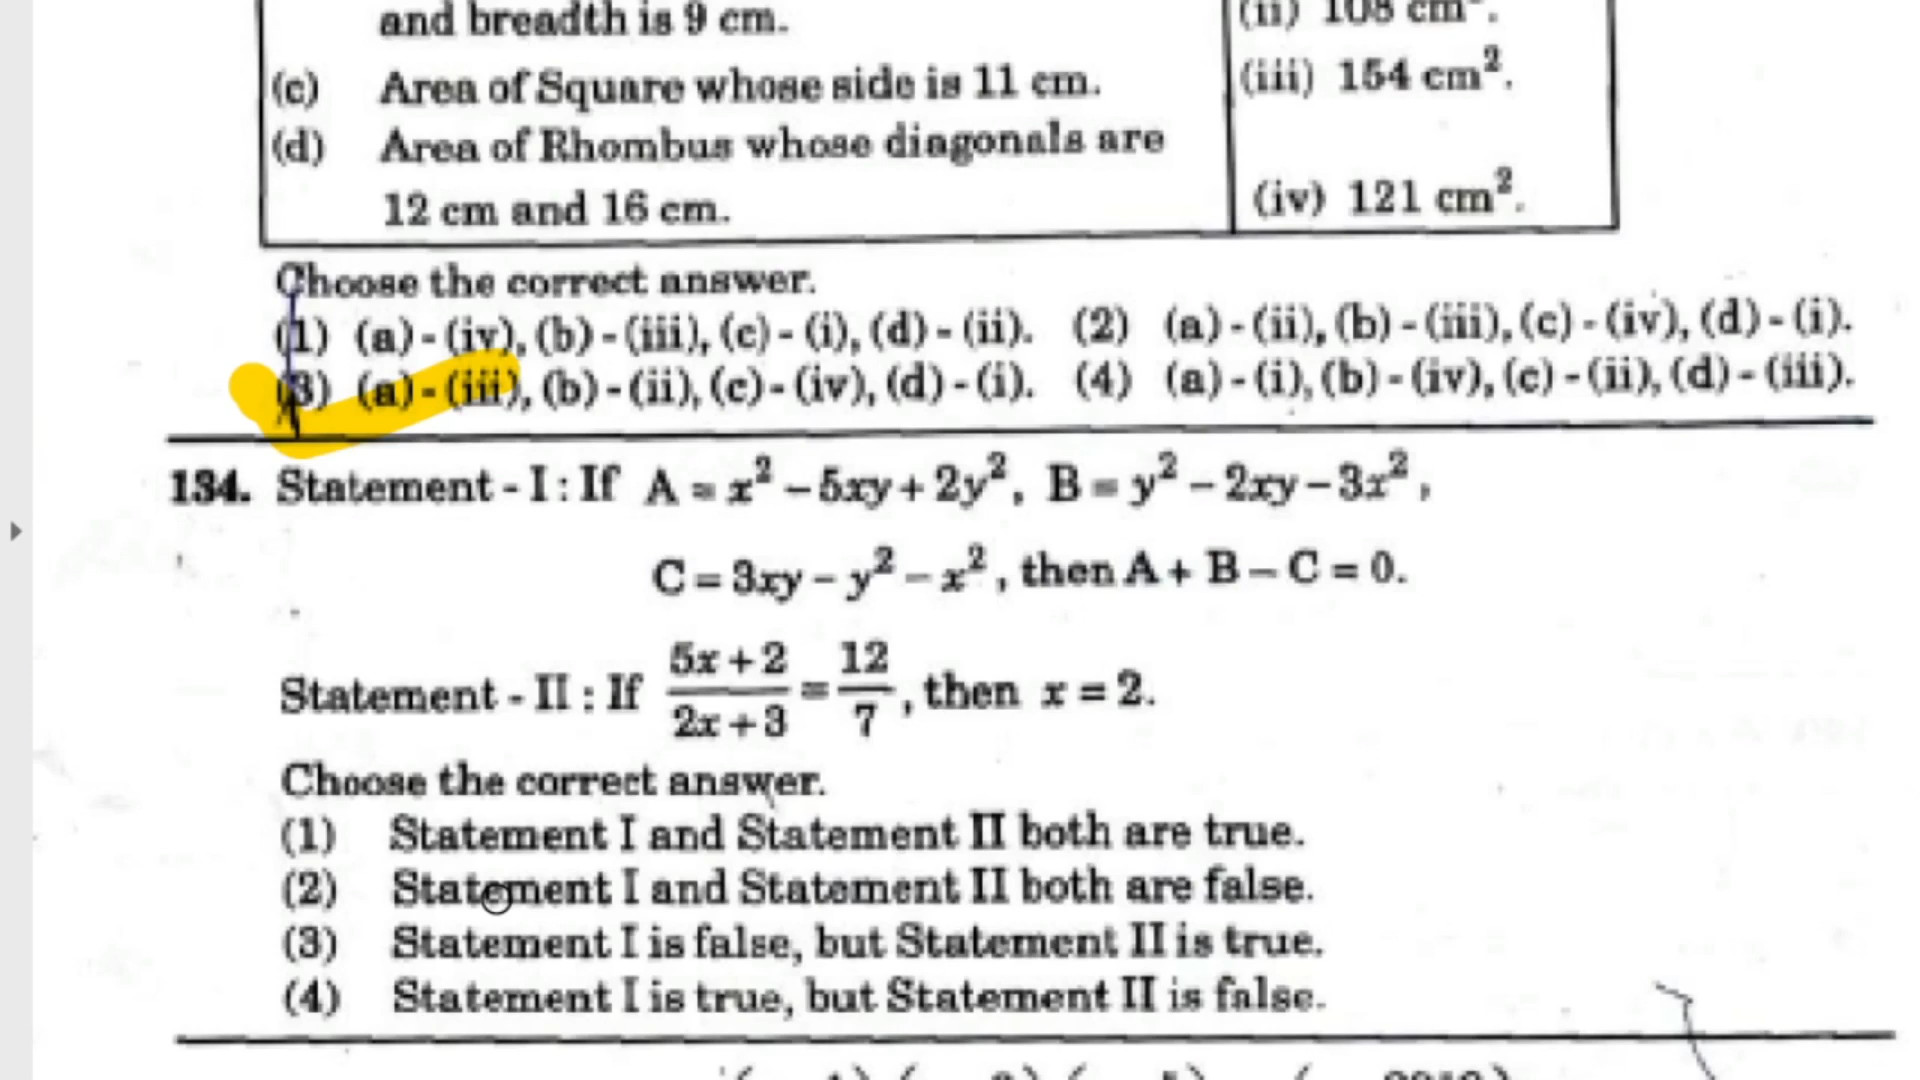 and breadth is 9 cm.
(ii) 108 cm².
(c) Area of Square whose side is 11 cm.
(iii) 154 cm².
(d) Area of Rhombus whose diagonals are
12 cm and 16 cm.
(iv) 121 cm².
Choose the correct answer.
(1) (a) - (iv), (b) - (iii), (c) - (i), (d) - (ii). (2) (a) - (ii), (b) - (iii), (c) - (iv), (d) - (i).
(3) (a) - (iii), (b) - (ii), (c) - (iv), (d) - (i). (4) (a) - (i), (b) - (iv), (c) - (ii), (d) - (iii).
134. Statement - I : If A = x² – 5xy + 2y², B = y² – 2xy – 3x²,
C = 3xy – y² – x², then A + B – C = 0.
Statement - II : If (5x + 2)/(2x + 3) = 12/7, then x = 2.
Choose the correct answer.
(1) Statement I and Statement II both are true.
(2) Statement I and Statement II both are false.
(3) Statement I is false, but Statement II is true.
(4) Statement I is true, but Statement II is false.